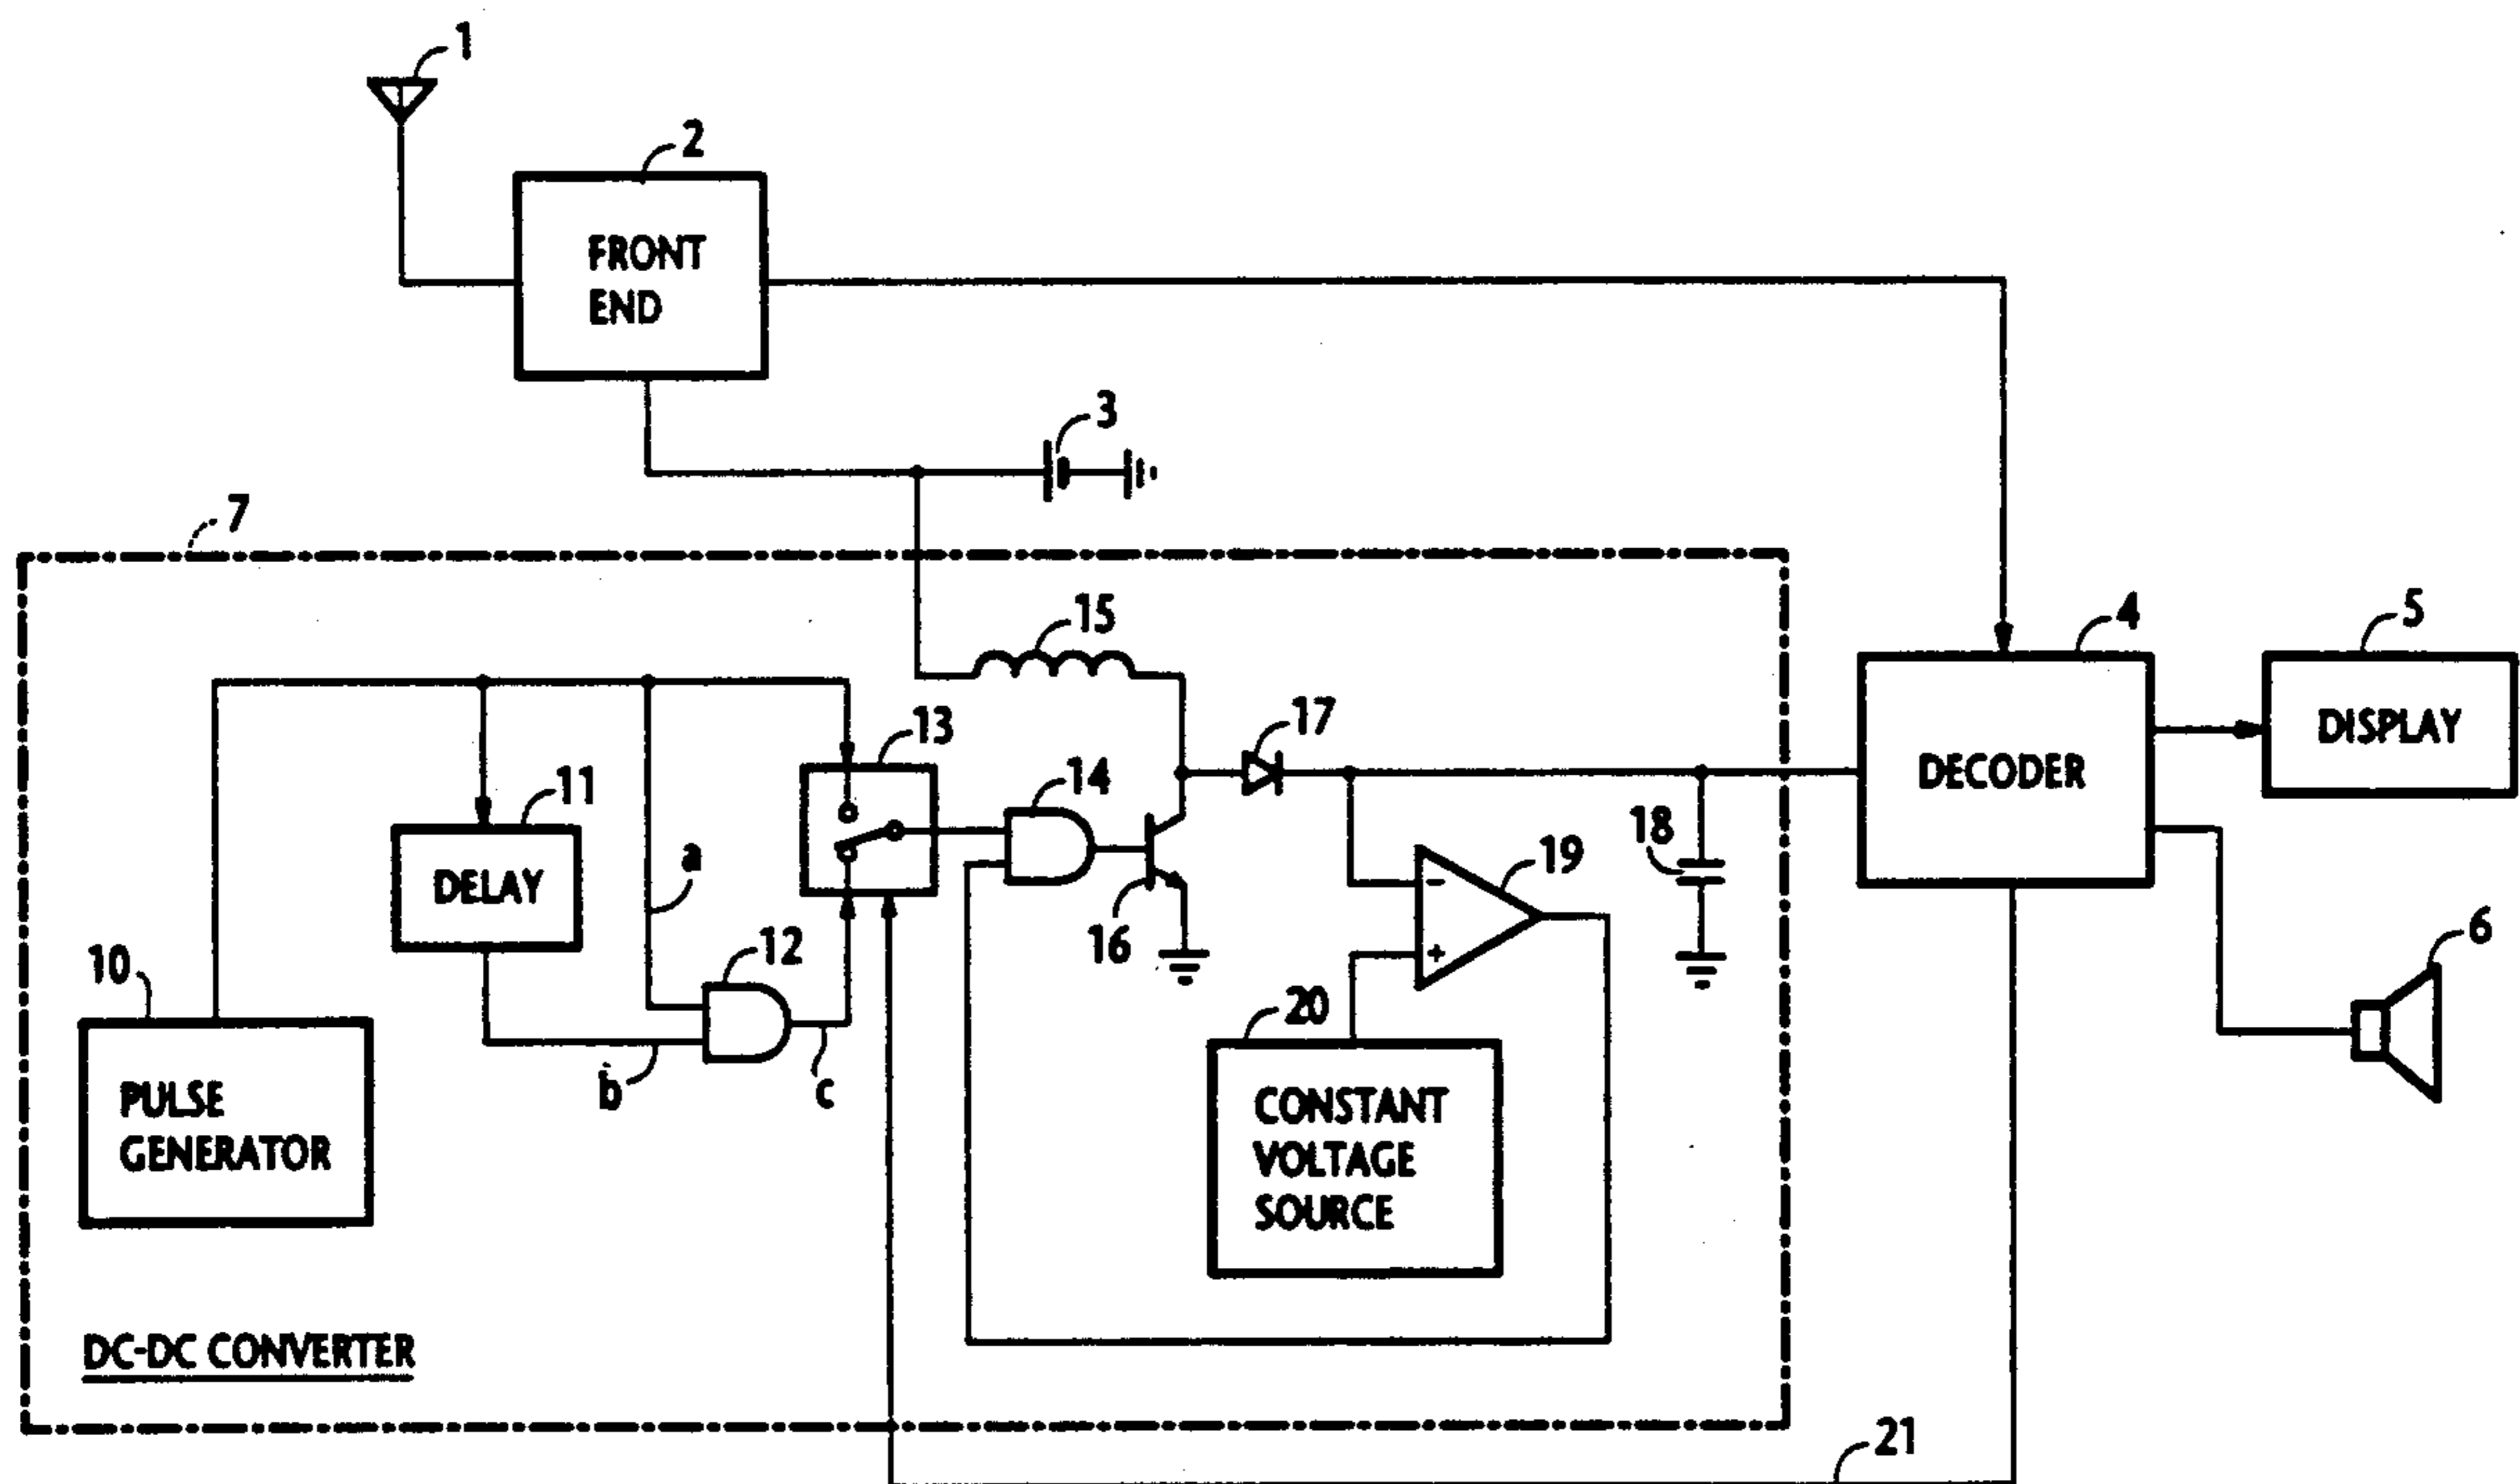 1
2
FRONT
END
3
7
15
4
5
17
13
DISPLAY
14
DECODER
11
18
a
19
DELAY
16
6
12
10
20
b
c
PULSE
GENERATOR
CONSTANT
VOLTAGE
SOURCE
DC-DC CONVERTER
21
-
+